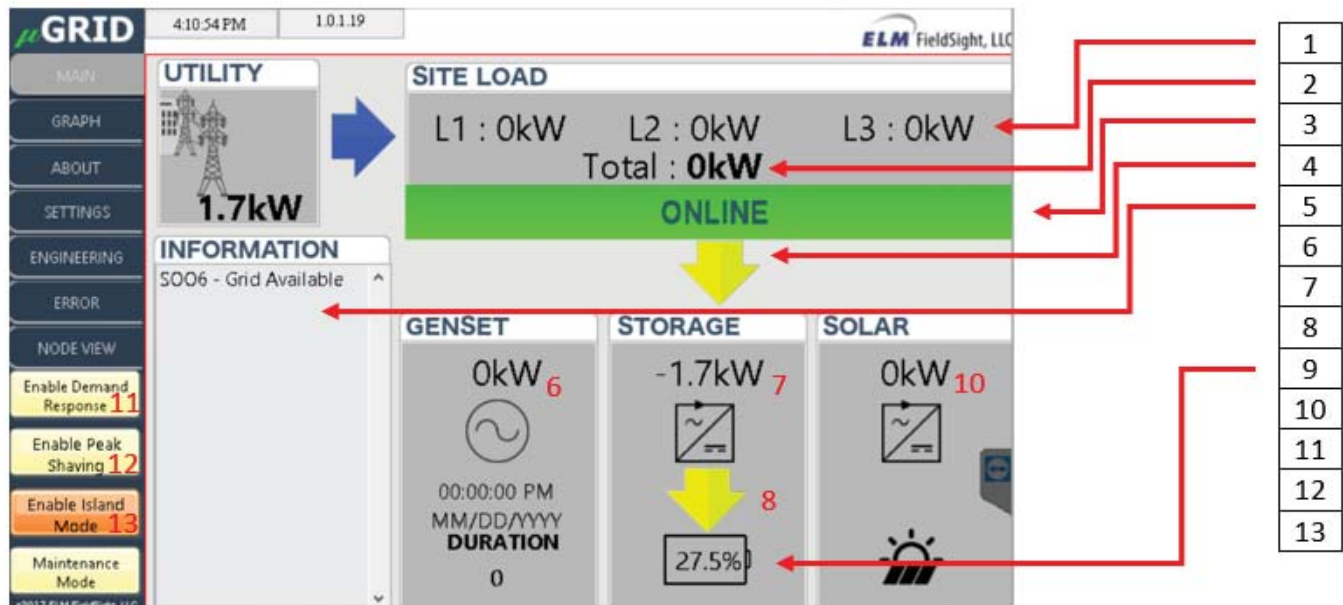 μGRID
4:10:54 PM
1.0.1.19
ELM FieldSight, LLC
MAIN
GRAPH
ABOUT
SETTINGS
ENGINEERING
ERROR
NODE VIEW
Enable Demand
Response 11
Enable Peak
Shaving 12
Enable Island
Mode 13
Maintenance
Mode
UTILITY
1.7kW
SITE LOAD
L1 : 0kW L2 : 0kW L3 : 0kW
Total : 0kW
ONLINE
INFORMATION
SOO6 - Grid Available
GENSET
0kW 6
00:00:00 PM
MM/DD/YYYY
DURATION
0
STORAGE
-1.7kW 7
8
27.5%
SOLAR
0kW 10
1
2
3
4
5
6
7
8
9
10
11
12
13